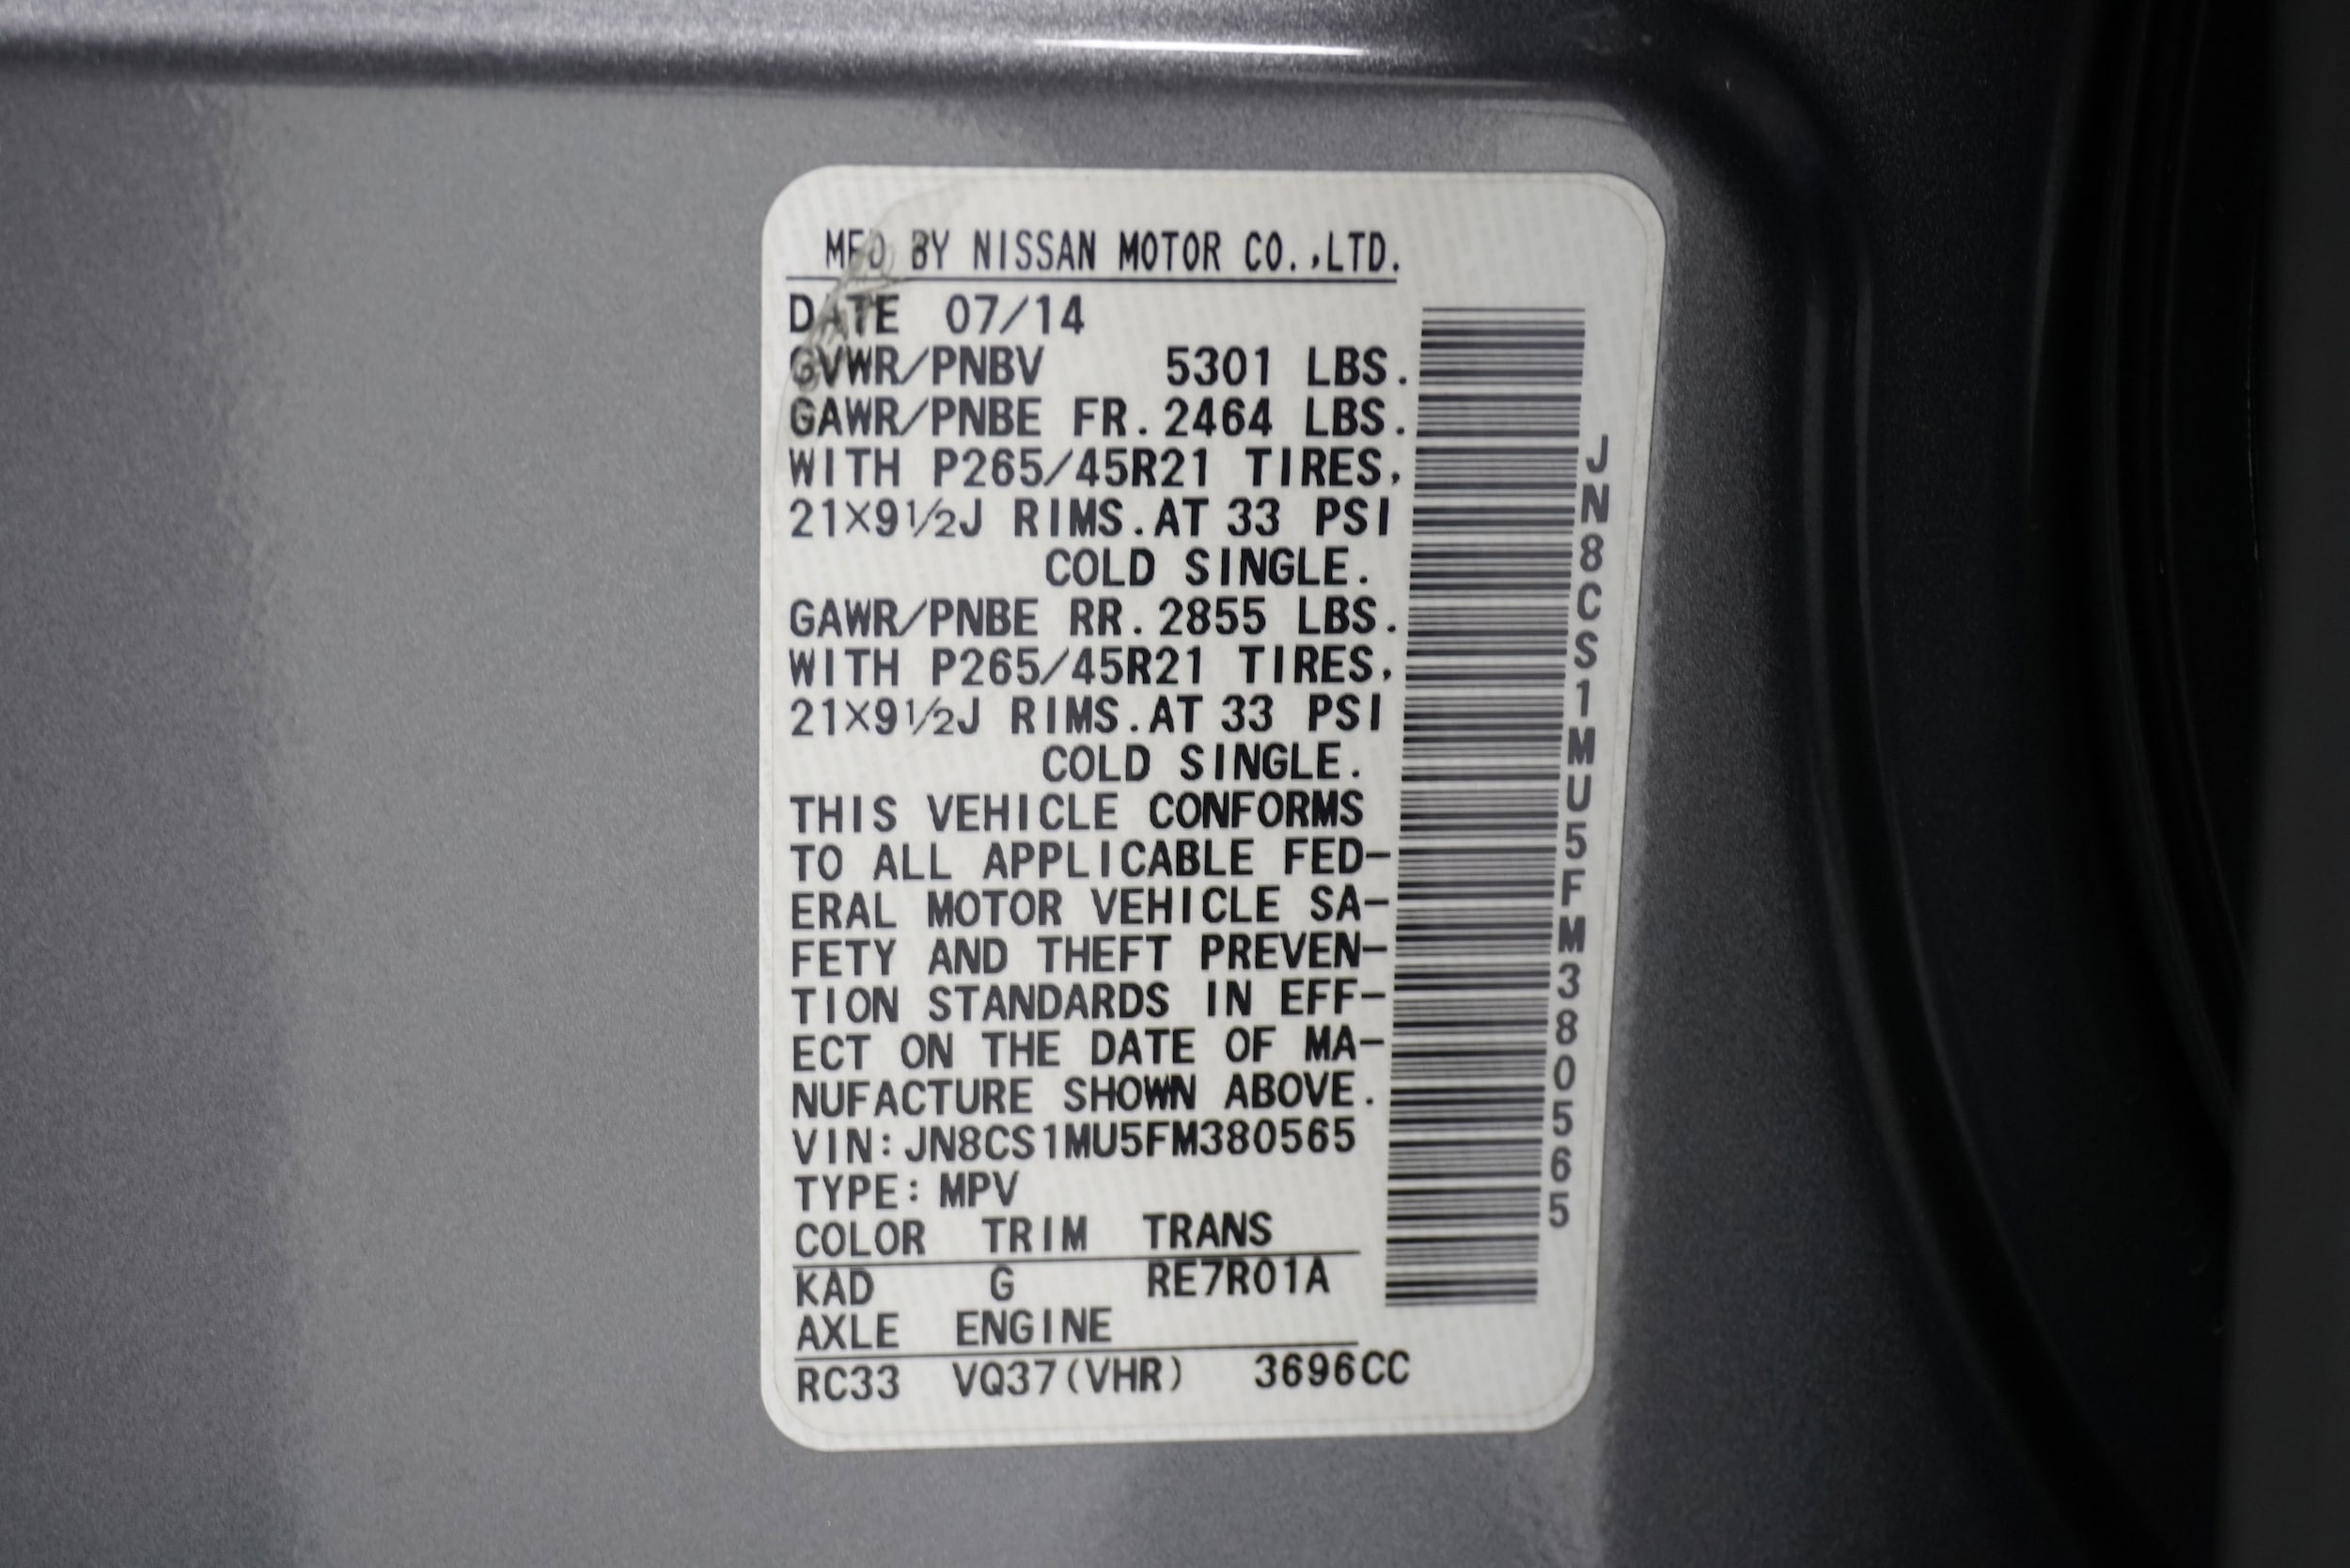 MFD BY NISSAN MOTOR CO.,LTD.
DATE 07/14
GVWR/PNBV 5301 LBS.
GAWR/PNBE FR.2464 LBS.
WITH P265/45R21 TIRES,
21×9½J RIMS.AT 33 PSI
COLD SINGLE.
GAWR/PNBE RR.2855 LBS.
WITH P265/45R21 TIRES,
21×9½J RIMS.AT 33 PSI
COLD SINGLE.
THIS VEHICLE CONFORMS
TO ALL APPLICABLE FED-
ERAL MOTOR VEHICLE SA-
FETY AND THEFT PREVEN-
TION STANDARDS IN EFF-
ECT ON THE DATE OF MA-
NUFACTURE SHOWN ABOVE.
VIN:JN8CS1MU5FM380565
TYPE:MPV
COLOR TRIM TRANS
KAD G RE7R01A
AXLE ENGINE
RC33 VQ37(VHR) 3696CC
JN8CS1MU5FM380565